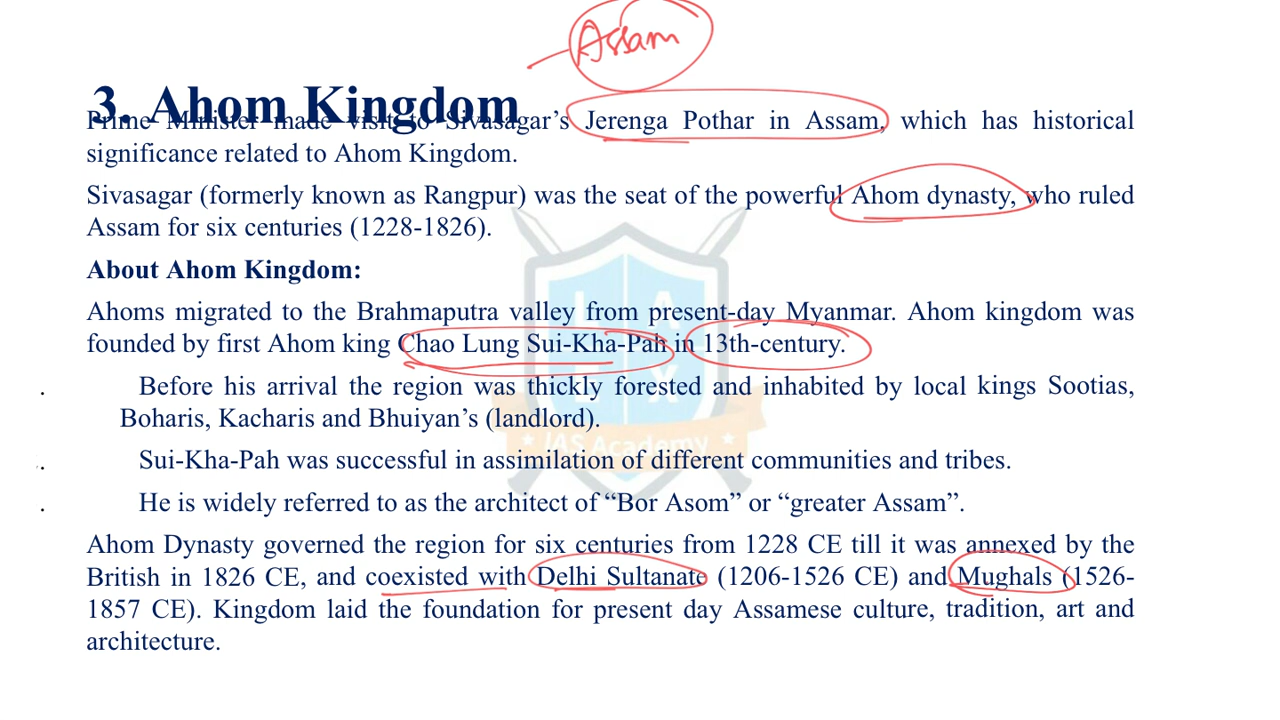 Assam
3. Ahom Kingdom
Prime Minister made visit to Sivasagar’s Jerenga Pothar in Assam, which has historical
significance related to Ahom Kingdom.
Sivasagar (formerly known as Rangpur) was the seat of the powerful Ahom dynasty, who ruled
Assam for six centuries (1228-1826).
About Ahom Kingdom:
Ahoms migrated to the Brahmaputra valley from present-day Myanmar. Ahom kingdom was
founded by first Ahom king Chao Lung Sui-Kha-Pah in 13th-century.
. Before his arrival the region was thickly forested and inhabited by local kings Sootias,
Boharis, Kacharis and Bhuiyan’s (landlord).
. Sui-Kha-Pah was successful in assimilation of different communities and tribes.
. He is widely referred to as the architect of “Bor Asom” or “greater Assam”.
Ahom Dynasty governed the region for six centuries from 1228 CE till it was annexed by the
British in 1826 CE, and coexisted with Delhi Sultanate (1206-1526 CE) and Mughals (1526-
1857 CE). Kingdom laid the foundation for present day Assamese culture, tradition, art and
architecture.
IAS Academy